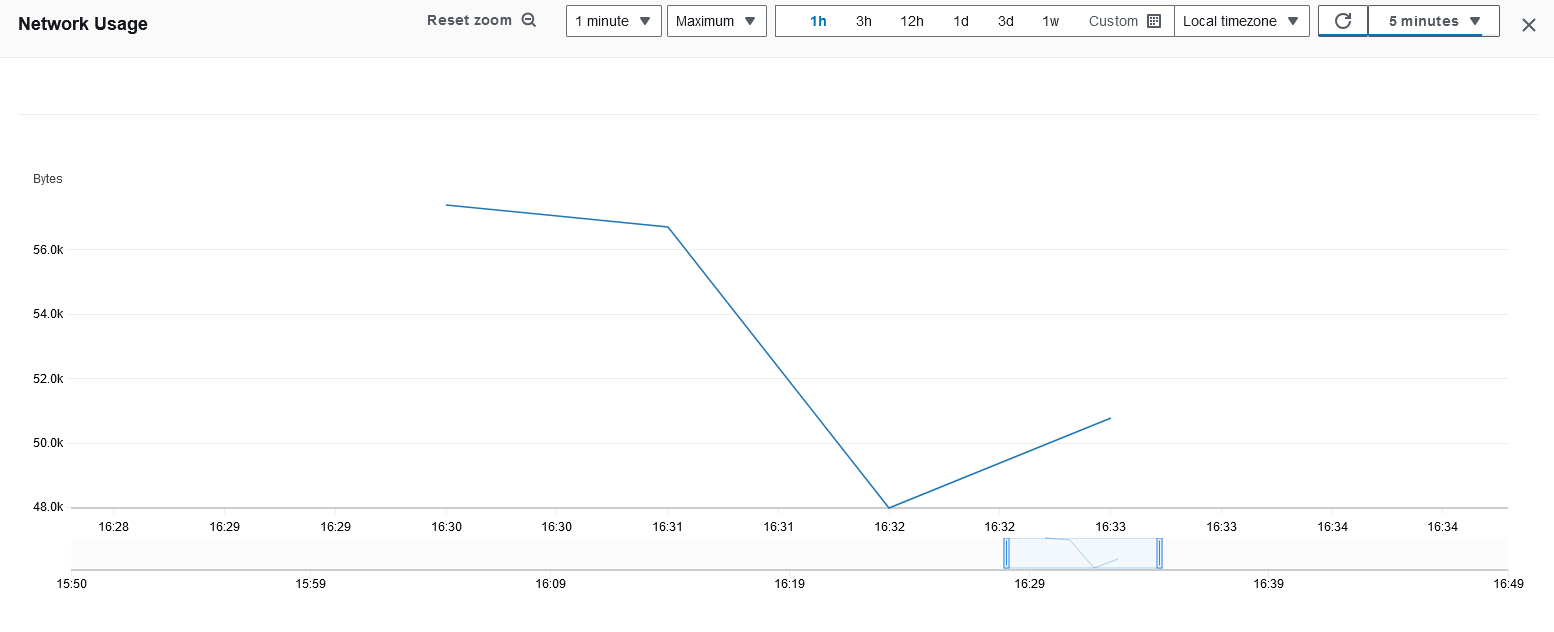 Network Usage
Reset zoom
1 minute
Maximum
1h 3h 12h 1d 3d 1w Custom
Local timezone
5 minutes
Bytes
56.0k
54.0k
52.0k
50.0k
48.0k
16:28 16:29 16:29 16:30 16:30 16:31 16:31 16:32 16:32 16:33 16:33 16:34 16:34
15:50 15:59 16:09 16:19 16:29 16:39 16:49